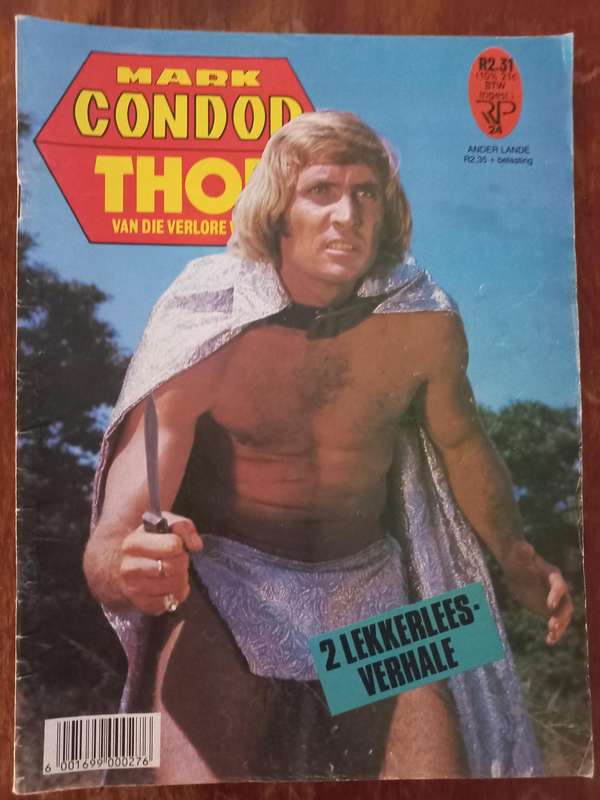 MARK
CONDOR
THOR
VAN DIE VERLORE
R2.31
(10% 21c
BTW
ingesl.)
RP
24
ANDER LANDE
R2.35 + belasting
2 LEKKERLEES-
VERHALE
6 001699 000276